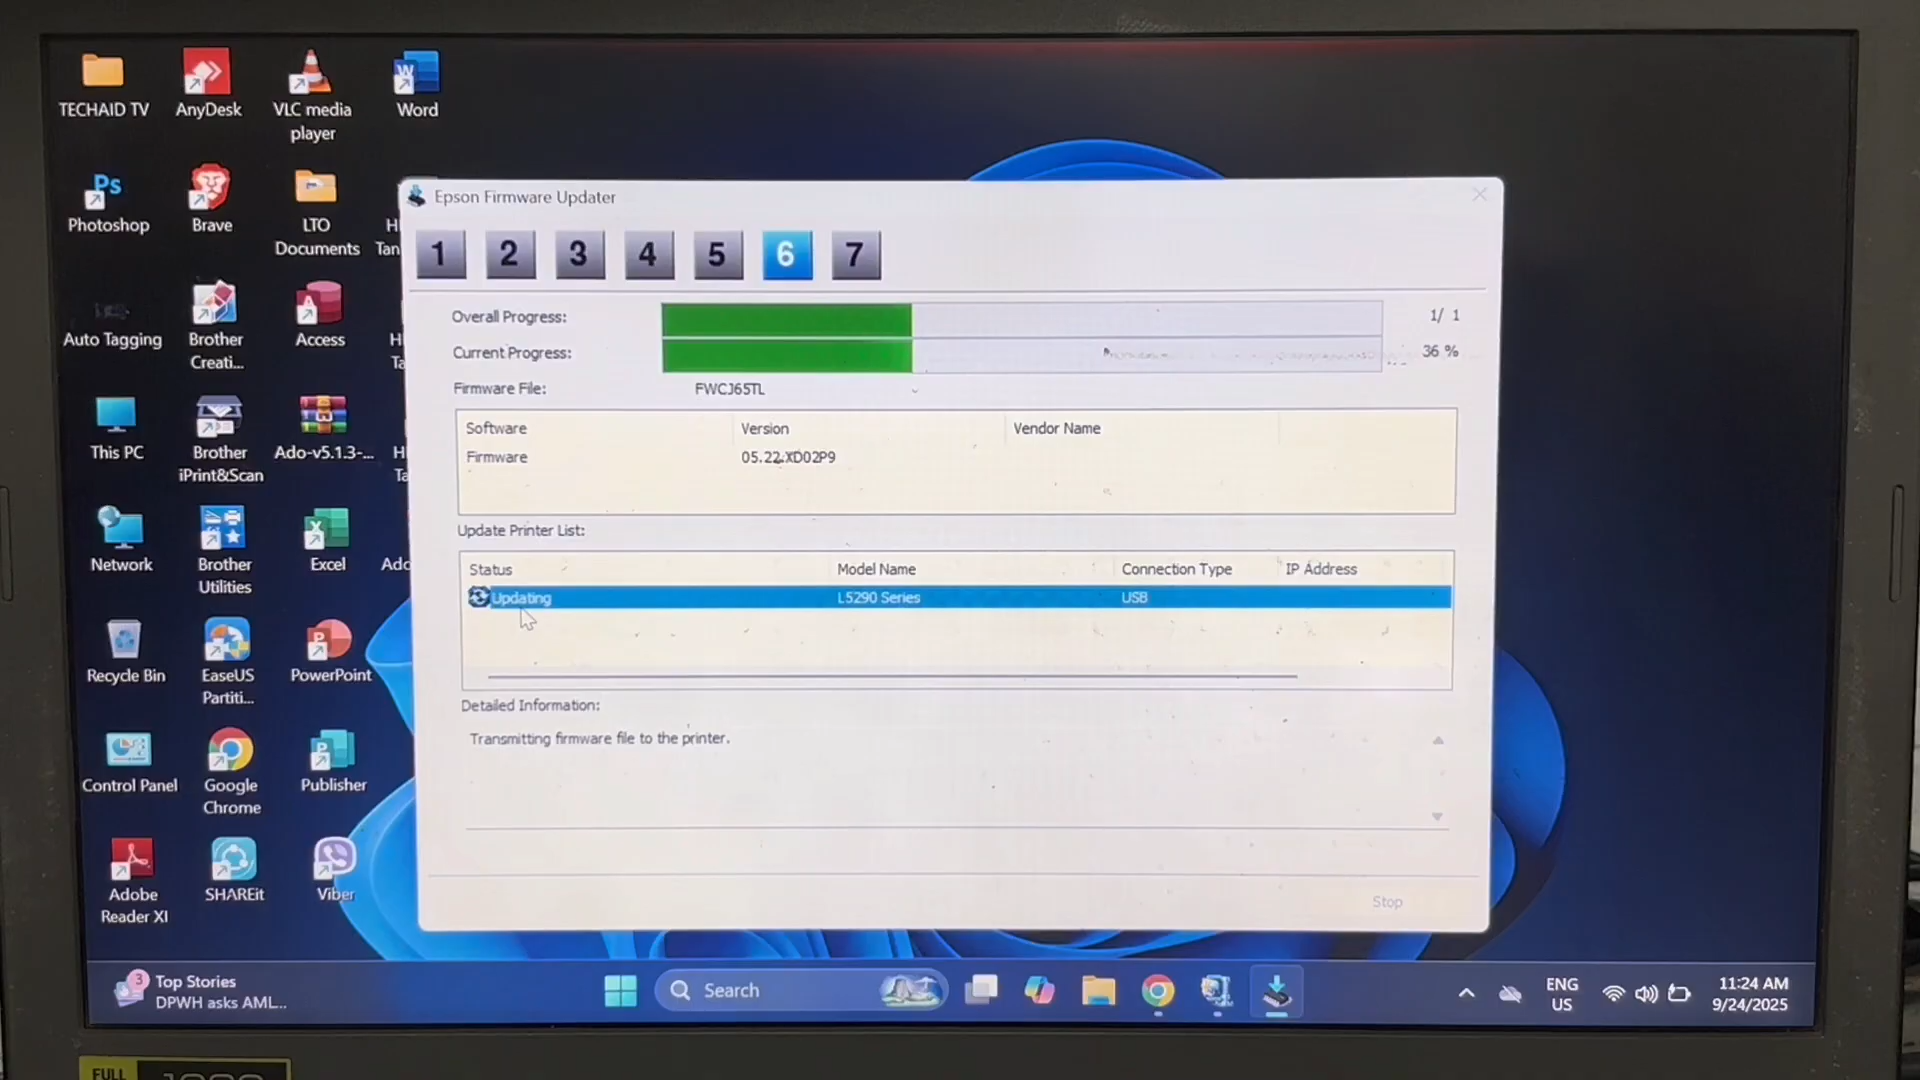 TECHAID TV
AnyDesk
VLC media
player
Word
Ps
Photoshop
Brave
LTO
Documents
Auto Tagging
Brother
Creati...
Access
This PC
Brother
iPrint&Scan
Ado-v5.1.3-...
Network
Brother
Utilities
Excel
Recycle Bin
EaseUS
Partiti...
PowerPoint
Control Panel
Google
Chrome
Publisher
Adobe
Reader XI
SHAREit
Viber
Epson Firmware Updater
1 2 3 4 5 6 7
Overall Progress:
1/ 1
Current Progress:
36 %
Firmware File:
FWCJ65TL
Software Version Vendor Name
Firmware 05.22.XD02P9
Update Printer List:
Status Model Name Connection Type IP Address
Updating L5290 Series USB
Detailed Information:
Transmitting firmware file to the printer.
Stop
3
Top Stories
DPWH asks AML...
Search
ENG
US
11:24 AM
9/24/2025
FULL